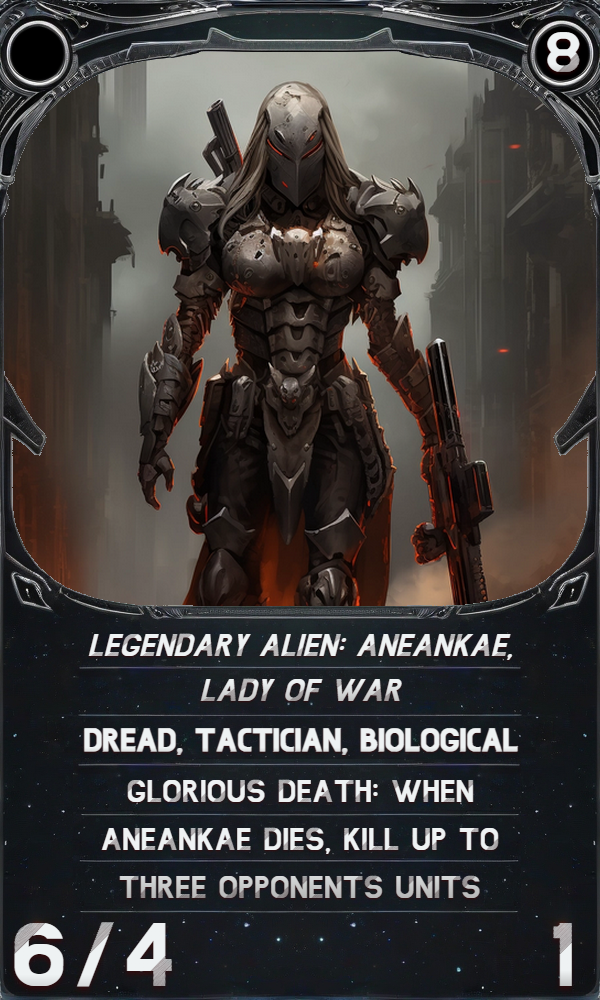 8
LEGENDARY ALIEN: ANEANKAE,
LADY OF WAR
DREAD, TACTICIAN, BIOLOGICAL
GLORIOUS DEATH: WHEN
ANEANKAE DIES, KILL UP TO
THREE OPPONENTS UNITS
6/4
1